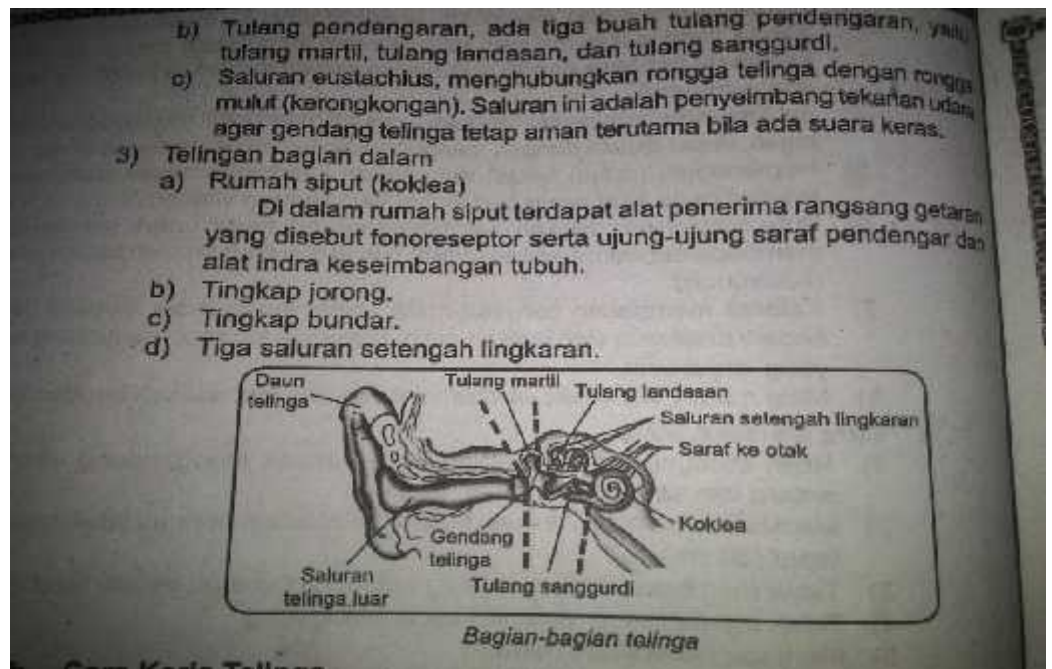 b) Tulang pendengaran, ada tiga buah tulang pendengaran, yaitu
tulang martil, tulang landasan, dan tulang sanggurdi.
c) Saluran eustachius, menghubungkan rongga telinga dengan rongga
mulut (kerongkongan). Saluran ini adalah penyeimbang tekanan udara
agar gendang telinga tetap aman terutama bila ada suara keras.
3) Telingan bagian dalam
a) Rumah siput (koklea)
Di dalam rumah siput terdapat alat penerima rangsang getaran
yang disebut fonoreseptor serta ujung-ujung saraf pendengar dan
alat indra keseimbangan tubuh.
b) Tingkap jorong.
c) Tingkap bundar.
d) Tiga saluran setengah lingkaran.
Daun
telinga
Tulang martil
Tulang landasan
Saluran setengah lingkaran
Saraf ke otak
Koklea
Gendang
telinga
Saluran
telinga luar
Tulang sanggurdi
Bagian-bagian telinga
Cara Kerja Telinga